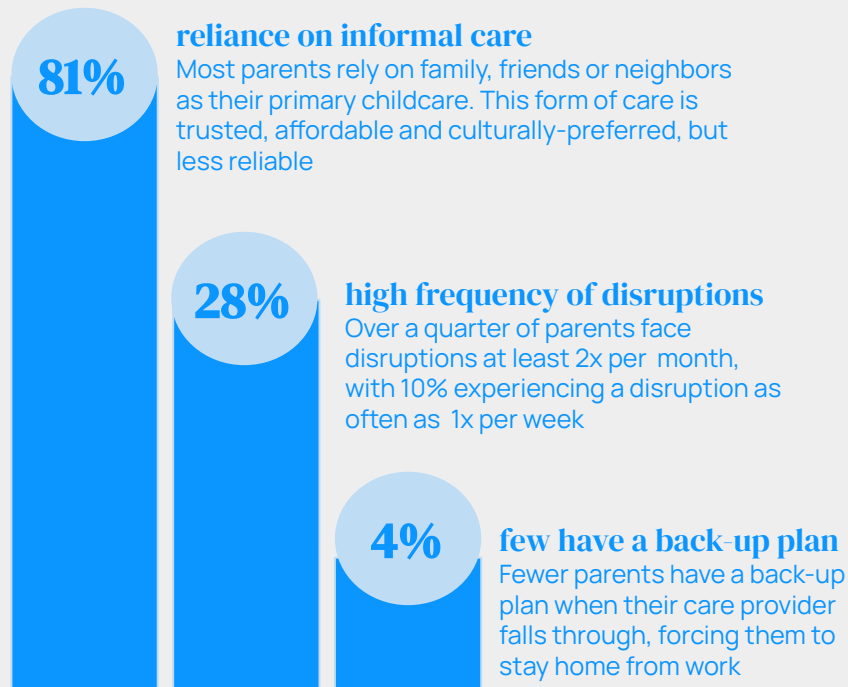 81%
reliance on informal care
Most parents rely on family, friends or neighbors
as their primary childcare. This form of care is
trusted, affordable and culturally-preferred, but
less reliable
28%
high frequency of disruptions
Over a quarter of parents face
disruptions at least 2x per month,
with 10% experiencing a disruption as
often as 1x per week
4%
few have a back-up plan
Fewer parents have a back-up
plan when their care provider
falls through, forcing them to
stay home from work